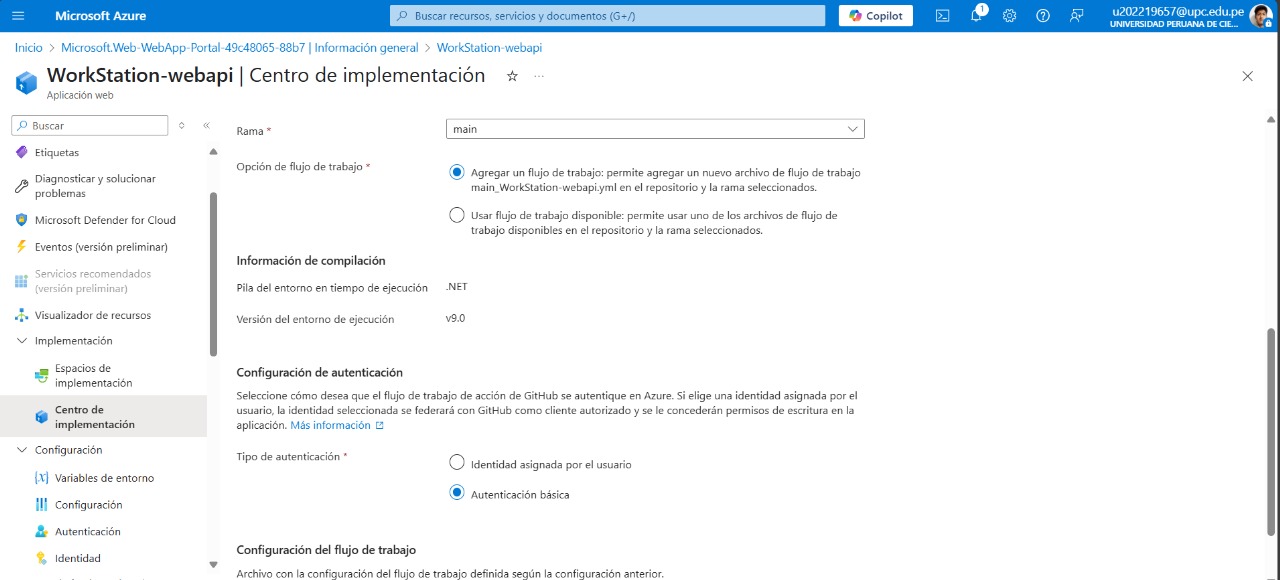 Microsoft Azure
Buscar recursos, servicios y documentos (G+/)
Copilot
1
u202219657@upc.edu.pe
UNIVERSIDAD PERUANA DE CIE...
Inicio > Microsoft.Web-WebApp-Portal-49c48065-88b7 | Información general > WorkStation-webapi
WorkStation-webapi | Centro de implementación
Aplicación web
Buscar
Etiquetas
Diagnosticar y solucionar
problemas
Microsoft Defender for Cloud
Eventos (versión preliminar)
Servicios recomendados
(versión preliminar)
Visualizador de recursos
Implementación
Espacios de
implementación
Centro de
implementación
Configuración
Variables de entorno
Configuración
Autenticación
Identidad
Rama *
main
Opción de flujo de trabajo *
Agregar un flujo de trabajo: permite agregar un nuevo archivo de flujo de trabajo
main_WorkStation-webapi.yml en el repositorio y la rama seleccionados.
Usar flujo de trabajo disponible: permite usar uno de los archivos de flujo de
trabajo disponibles en el repositorio y la rama seleccionados.
Información de compilación
Pila del entorno en tiempo de ejecución
.NET
Versión del entorno de ejecución
v9.0
Configuración de autenticación
Seleccione cómo desea que el flujo de trabajo de acción de GitHub se autentique en Azure. Si elige una identidad asignada por el
usuario, la identidad seleccionada se federará con GitHub como cliente autorizado y se le concederán permisos de escritura en la
aplicación. Más información
Tipo de autenticación *
Identidad asignada por el usuario
Autenticación básica
Configuración del flujo de trabajo
Archivo con la configuración del flujo de trabajo definida según la configuración anterior.